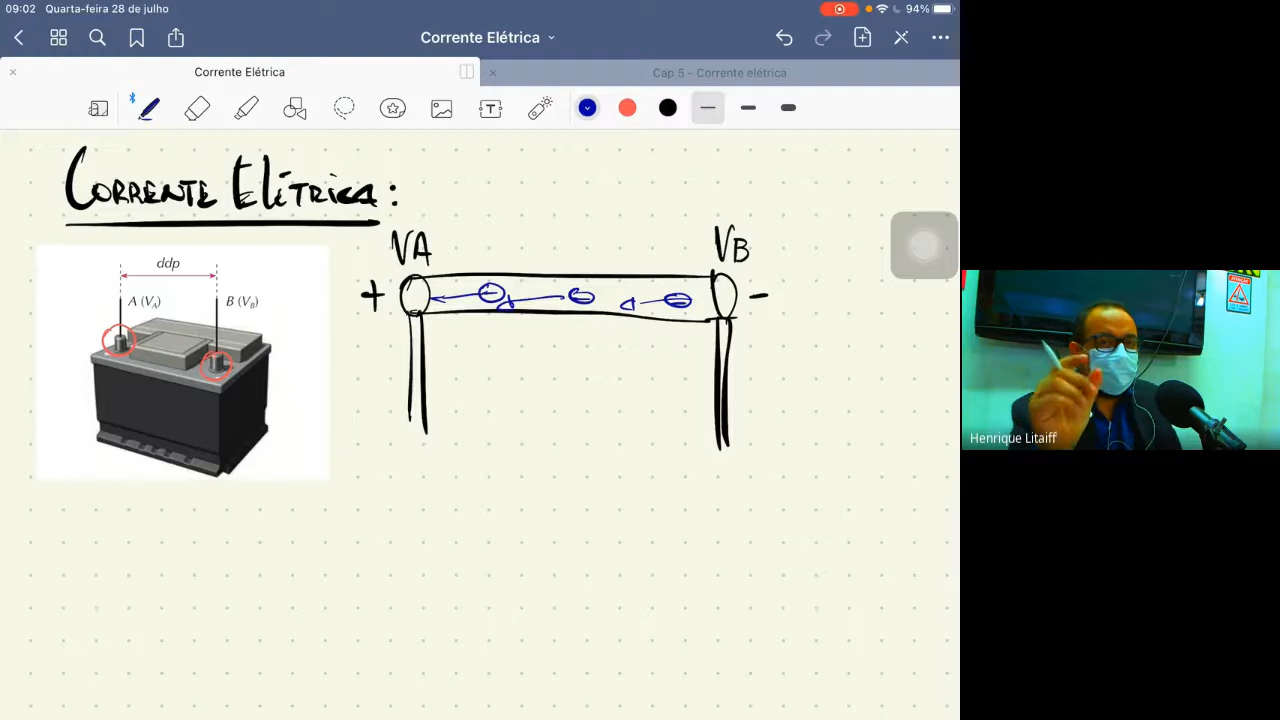 09:02 Quarta-feira 28 de julho
94%
Corrente Elétrica
Corrente Elétrica
Cap 5 - Corrente elétrica
CORRENTE ELÉTRICA:
ddp
A (VA)
B (VB)
VA
VB
+
-
Henrique Litaiff